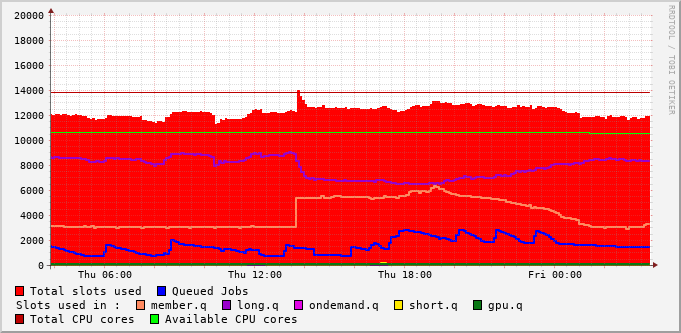 20000
18000
16000
14000
12000
10000
8000
6000
4000
2000
0
Thu 06:00 Thu 12:00 Thu 18:00 Fri 00:00
RRDTOOL / TOBI OETIKER
Total slots used Queued Jobs
Slots used in : member.q long.q ondemand.q short.q gpu.q
Total CPU cores Available CPU cores